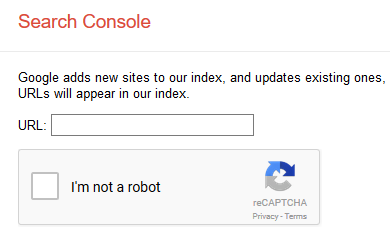 Search Console
Google adds new sites to our index, and updates existing ones,
URLs will appear in our index.
URL:
I'm not a robot
reCAPTCHA
Privacy - Terms